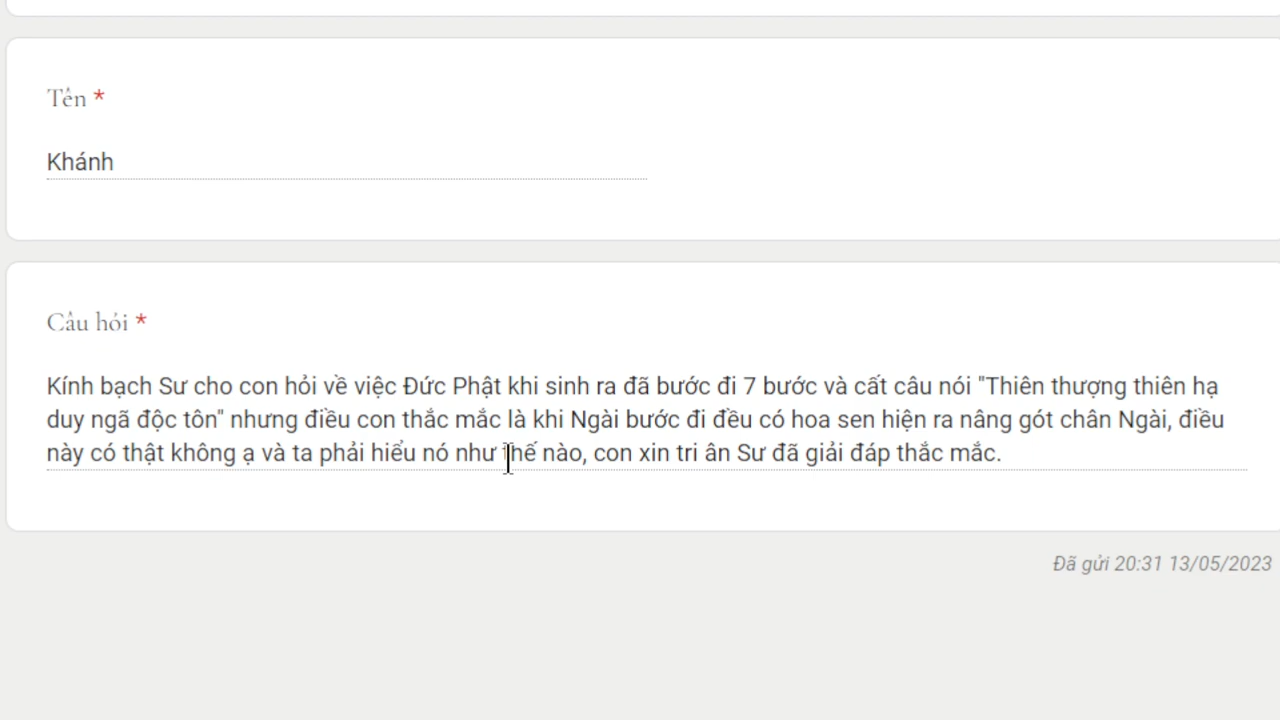 Tên *
Khánh
Câu hỏi *
Kính bạch Sư cho con hỏi về việc Đức Phật khi sinh ra đã bước đi 7 bước và cất câu nói "Thiên thượng thiên hạ
duy ngã độc tôn" nhưng điều con thắc mắc là khi Ngài bước đi đều có hoa sen hiện ra nâng gót chân Ngài, điều
này có thật không ạ và ta phải hiểu nó như thế nào, con xin tri ân Sư đã giải đáp thắc mắc.
Đã gửi 20:31 13/05/2023